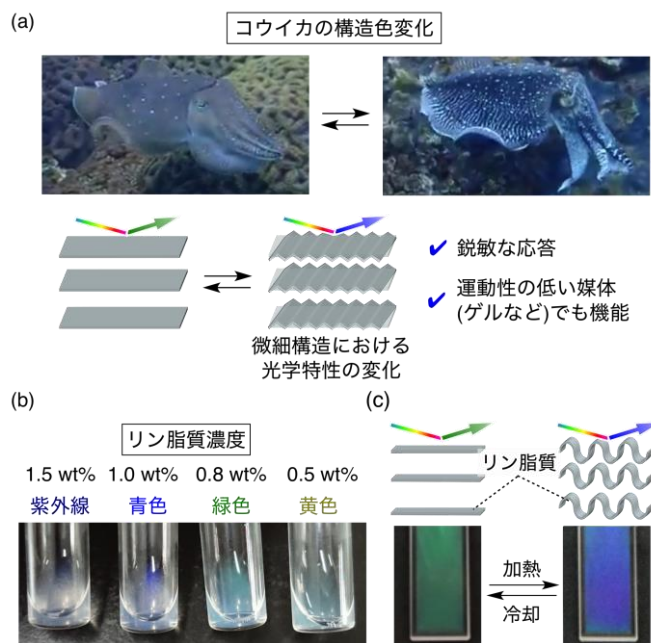 (a)
コウイカの構造色変化
✔ 鋭敏な応答
✔ 運動性の低い媒体
(ゲルなど)でも機能
微細構造における
光学特性の変化
(b)
リン脂質濃度
1.5 wt% 1.0 wt% 0.8 wt% 0.5 wt%
紫外線 青色 緑色 黄色
(c)
リン脂質
加熱
冷却